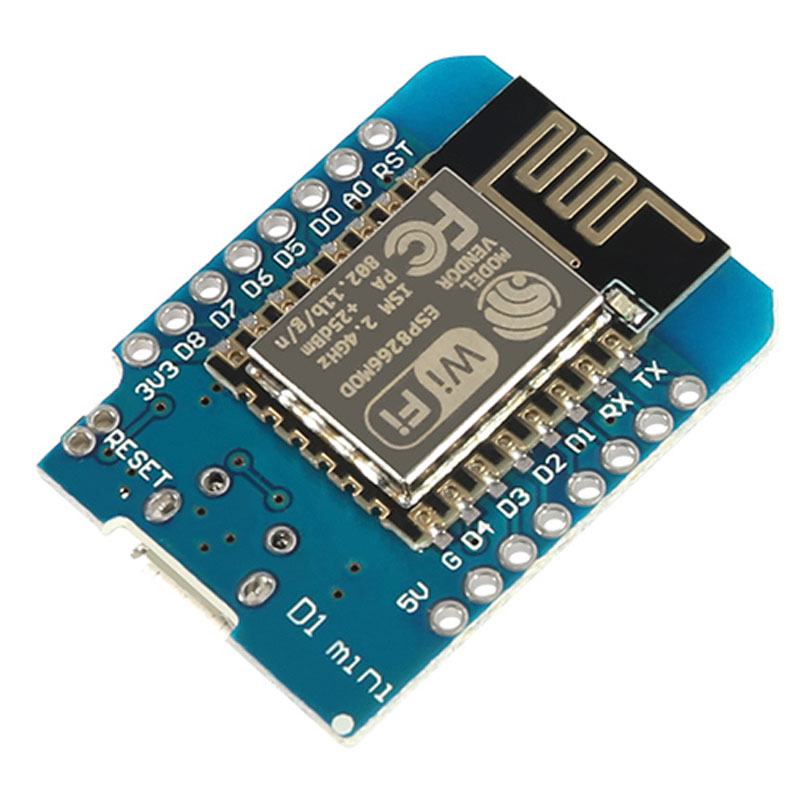 RST
A0
D0
D5
D6
D7
D8
3V3
RESET
MODEL
VENDOR
ESP8266MOD
ISM 2.4GHz
PA +25dBm
802.11b/g/n
FC
Wi Fi
TX
RX
D1
D2
D3
D4
G
5V
D1 mini